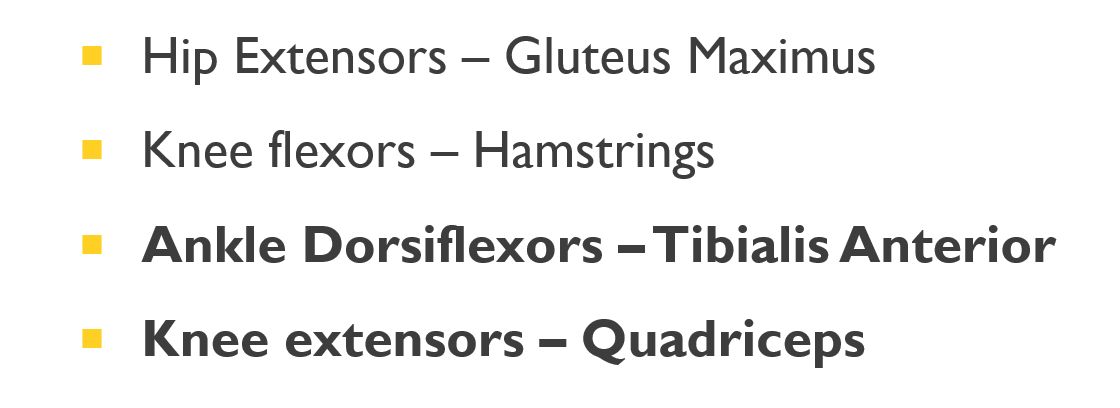 Hip Extensors – Gluteus Maximus
Knee flexors – Hamstrings
Ankle Dorsiflexors – Tibialis Anterior
Knee extensors – Quadriceps